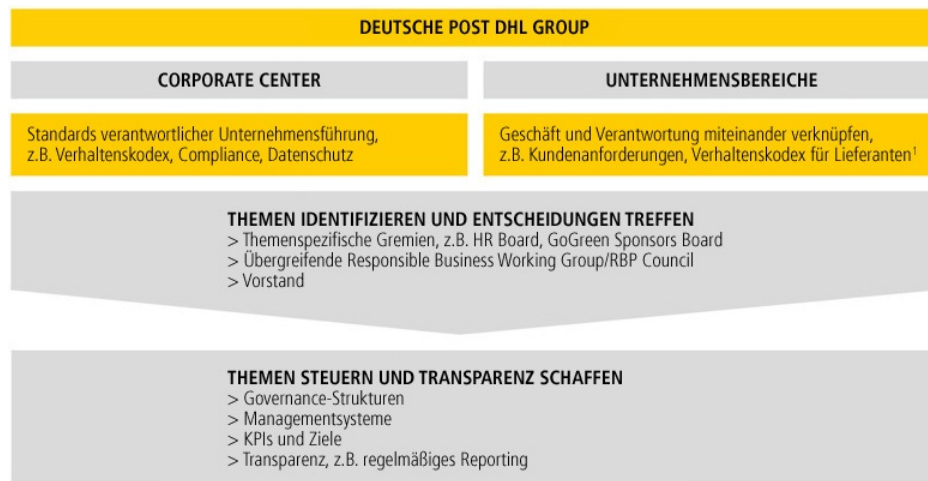 DEUTSCHE POST DHL GROUP
CORPORATE CENTER
UNTERNEHMENSBEREICHE
Standards verantwortlicher Unternehmensführung,
z.B. Verhaltenskodex, Compliance, Datenschutz
Geschäft und Verantwortung miteinander verknüpfen,
z.B. Kundenanforderungen, Verhaltenskodex für Lieferanten¹
THEMEN IDENTIFIZIEREN UND ENTSCHEIDUNGEN TREFFEN
> Themenspezifische Gremien, z.B. HR Board, GoGreen Sponsors Board
> Übergreifende Responsible Business Working Group/RBP Council
> Vorstand
THEMEN STEUERN UND TRANSPARENZ SCHAFFEN
> Governance-Strukturen
> Managementsysteme
> KPIs und Ziele
> Transparenz, z.B. regelmäßiges Reporting